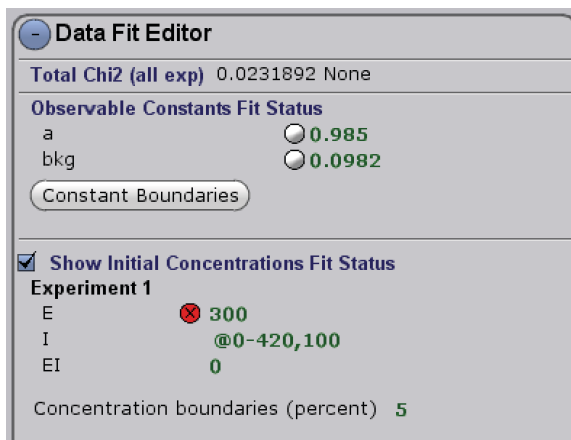 Data Fit Editor
Total Chi2 (all exp) 0.0231892 None
Observable Constants Fit Status
a 0.985
bkg 0.0982
Constant Boundaries
Show Initial Concentrations Fit Status
Experiment 1
E 300
I @0-420,100
EI 0
Concentration boundaries (percent) 5